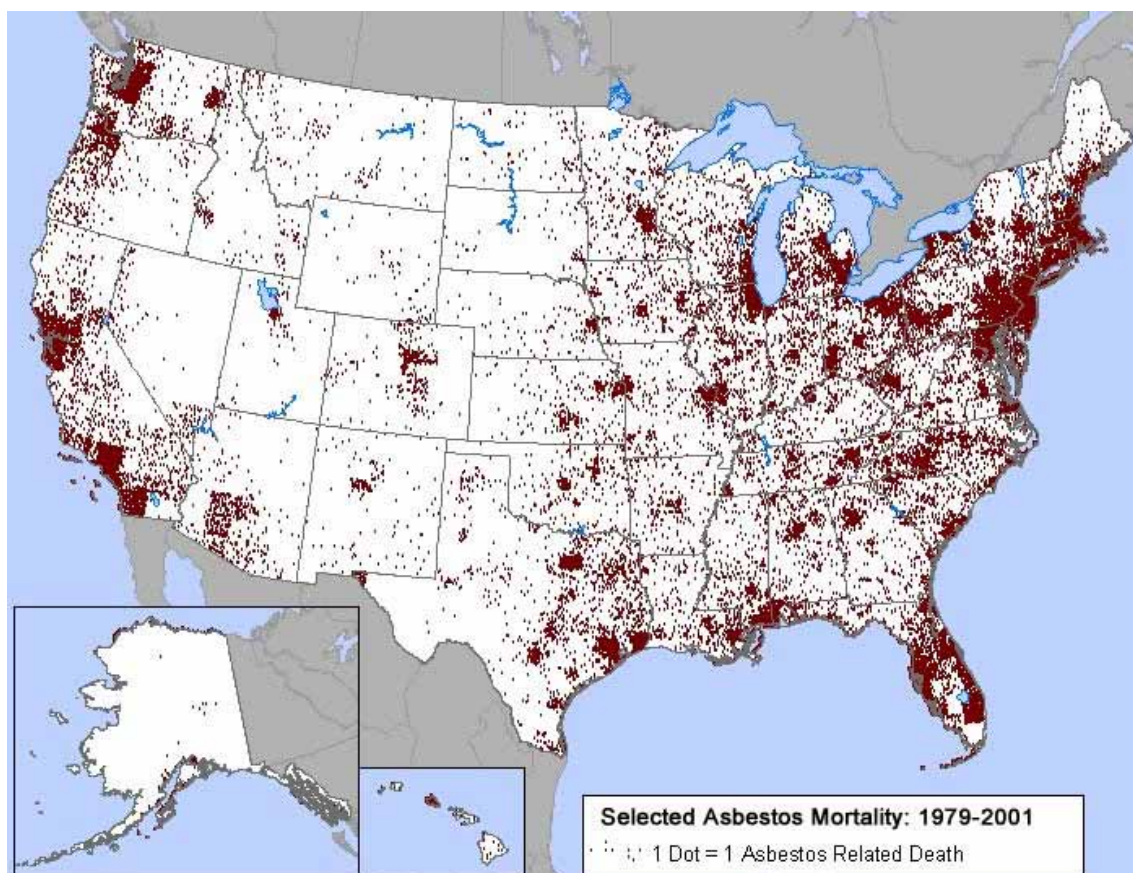 Selected Asbestos Mortality: 1979-2001
1 Dot = 1 Asbestos Related Death